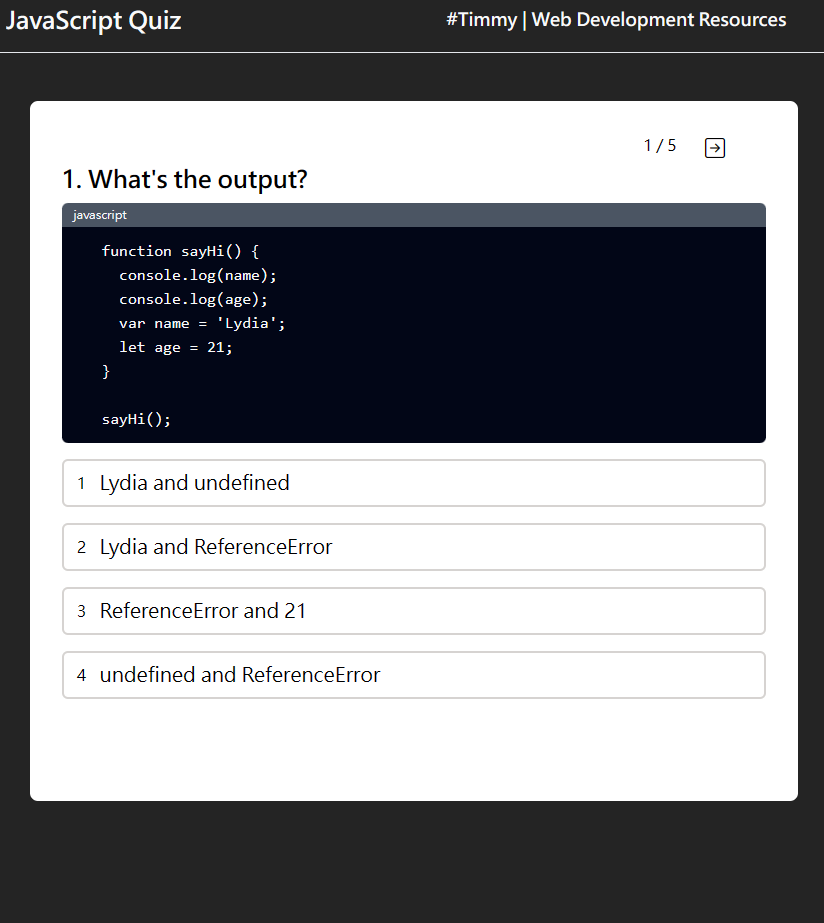 JavaScript Quiz
#Timmy | Web Development Resources
1 / 5
1. What's the output?
javascript
function sayHi() {
  console.log(name);
  console.log(age);
  var name = 'Lydia';
  let age = 21;
}
sayHi();
1 Lydia and undefined
2 Lydia and ReferenceError
3 ReferenceError and 21
4 undefined and ReferenceError